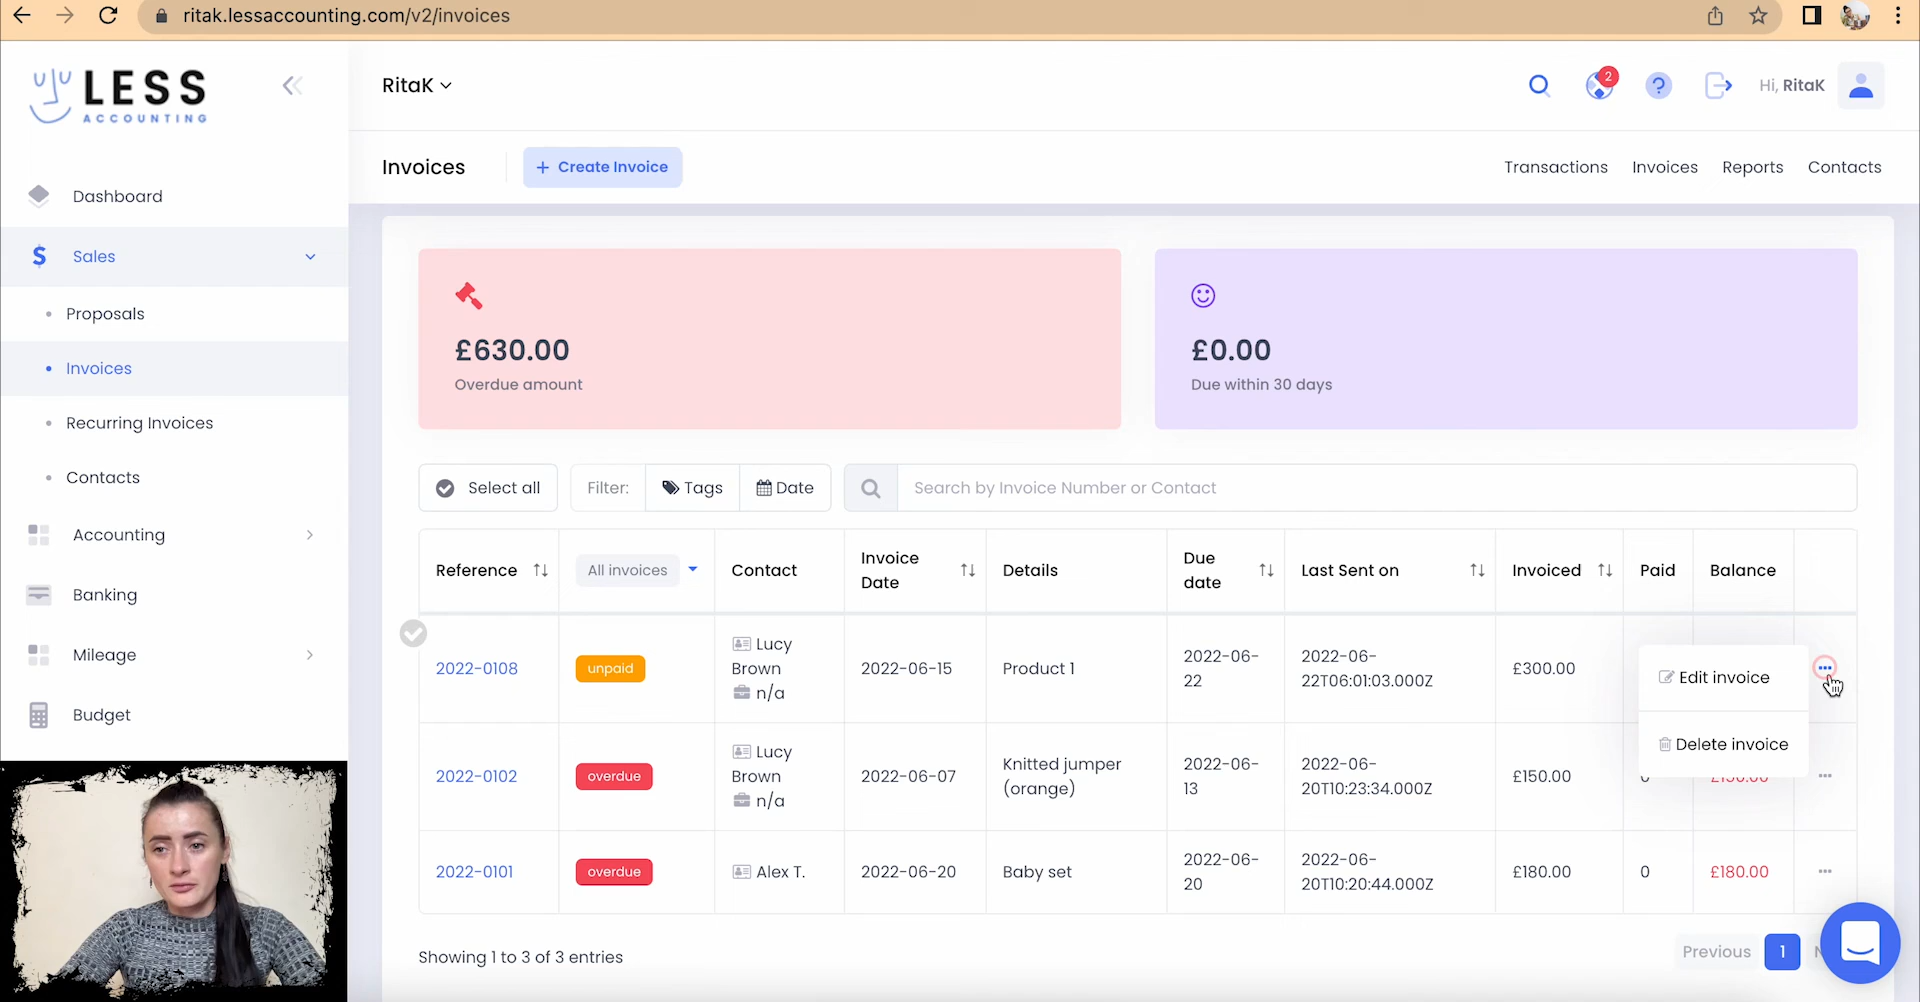 ritak.lessaccounting.com/v2/invoices
LESS
ACCOUNTING
RitaK
2
?
Hi, RitaK
Invoices
+ Create Invoice
Transactions
Invoices
Reports
Contacts
Dashboard
Sales
Proposals
Invoices
Recurring Invoices
Contacts
Accounting
Banking
Mileage
Budget
£630.00
Overdue amount
£0.00
Due within 30 days
Select all
Filter:
Tags
Date
Search by Invoice Number or Contact
Reference
All invoices
Contact
Invoice
Date
Details
Due
date
Last Sent on
Invoiced
Paid
Balance
2022-0108
unpaid
Lucy
Brown
n/a
2022-06-15
Product 1
2022-06-
22
2022-06-
22T06:01:03.000Z
£300.00
Edit invoice
Delete invoice
2022-0102
overdue
Lucy
Brown
n/a
2022-06-07
Knitted jumper
(orange)
2022-06-
13
2022-06-
20T10:23:34.000Z
£150.00
0
£150.00
2022-0101
overdue
Alex T.
2022-06-20
Baby set
2022-06-
20
2022-06-
20T10:20:44.000Z
£180.00
0
£180.00
Showing 1 to 3 of 3 entries
Previous
1